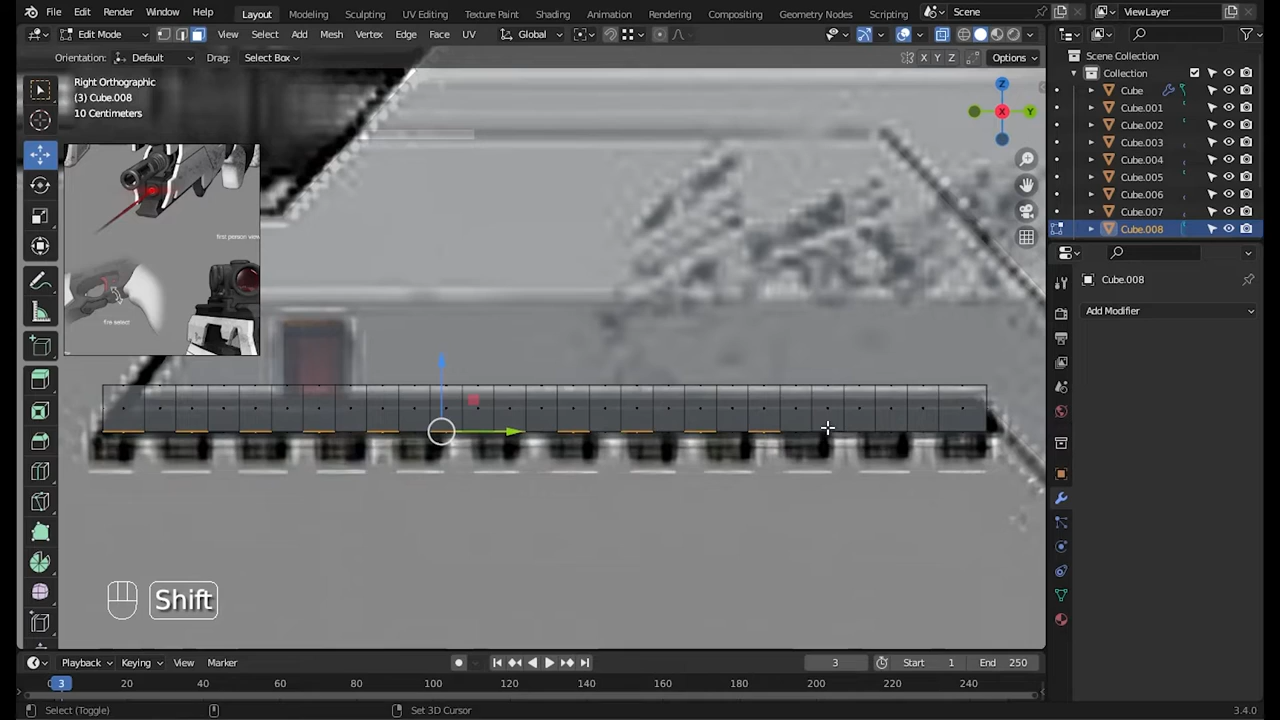 File Edit Render Window Help Layout Modeling Sculpting UV Editing Texture Paint Shading Animation Rendering Compositing Geometry Nodes Scripting Scene ViewLayer
Edit Mode View Select Add Mesh Vertex Edge Face UV Global
Orientation: Default Drag: Select Box X Y Z Options
Right Orthographic
(3) Cube.008
10 Centimeters
first person view
fire select
Z
X
Y
Shift
Scene Collection
Collection
Cube
Cube.001
Cube.002
Cube.003
Cube.004
Cube.005
Cube.006
Cube.007
Cube.008
Cube.008
Add Modifier
Playback Keying View Marker 3 Start 1 End 250
3 20 40 60 80 100 120 140 160 180 200 220 240
Select (Toggle) Set 3D Cursor 3.4.0